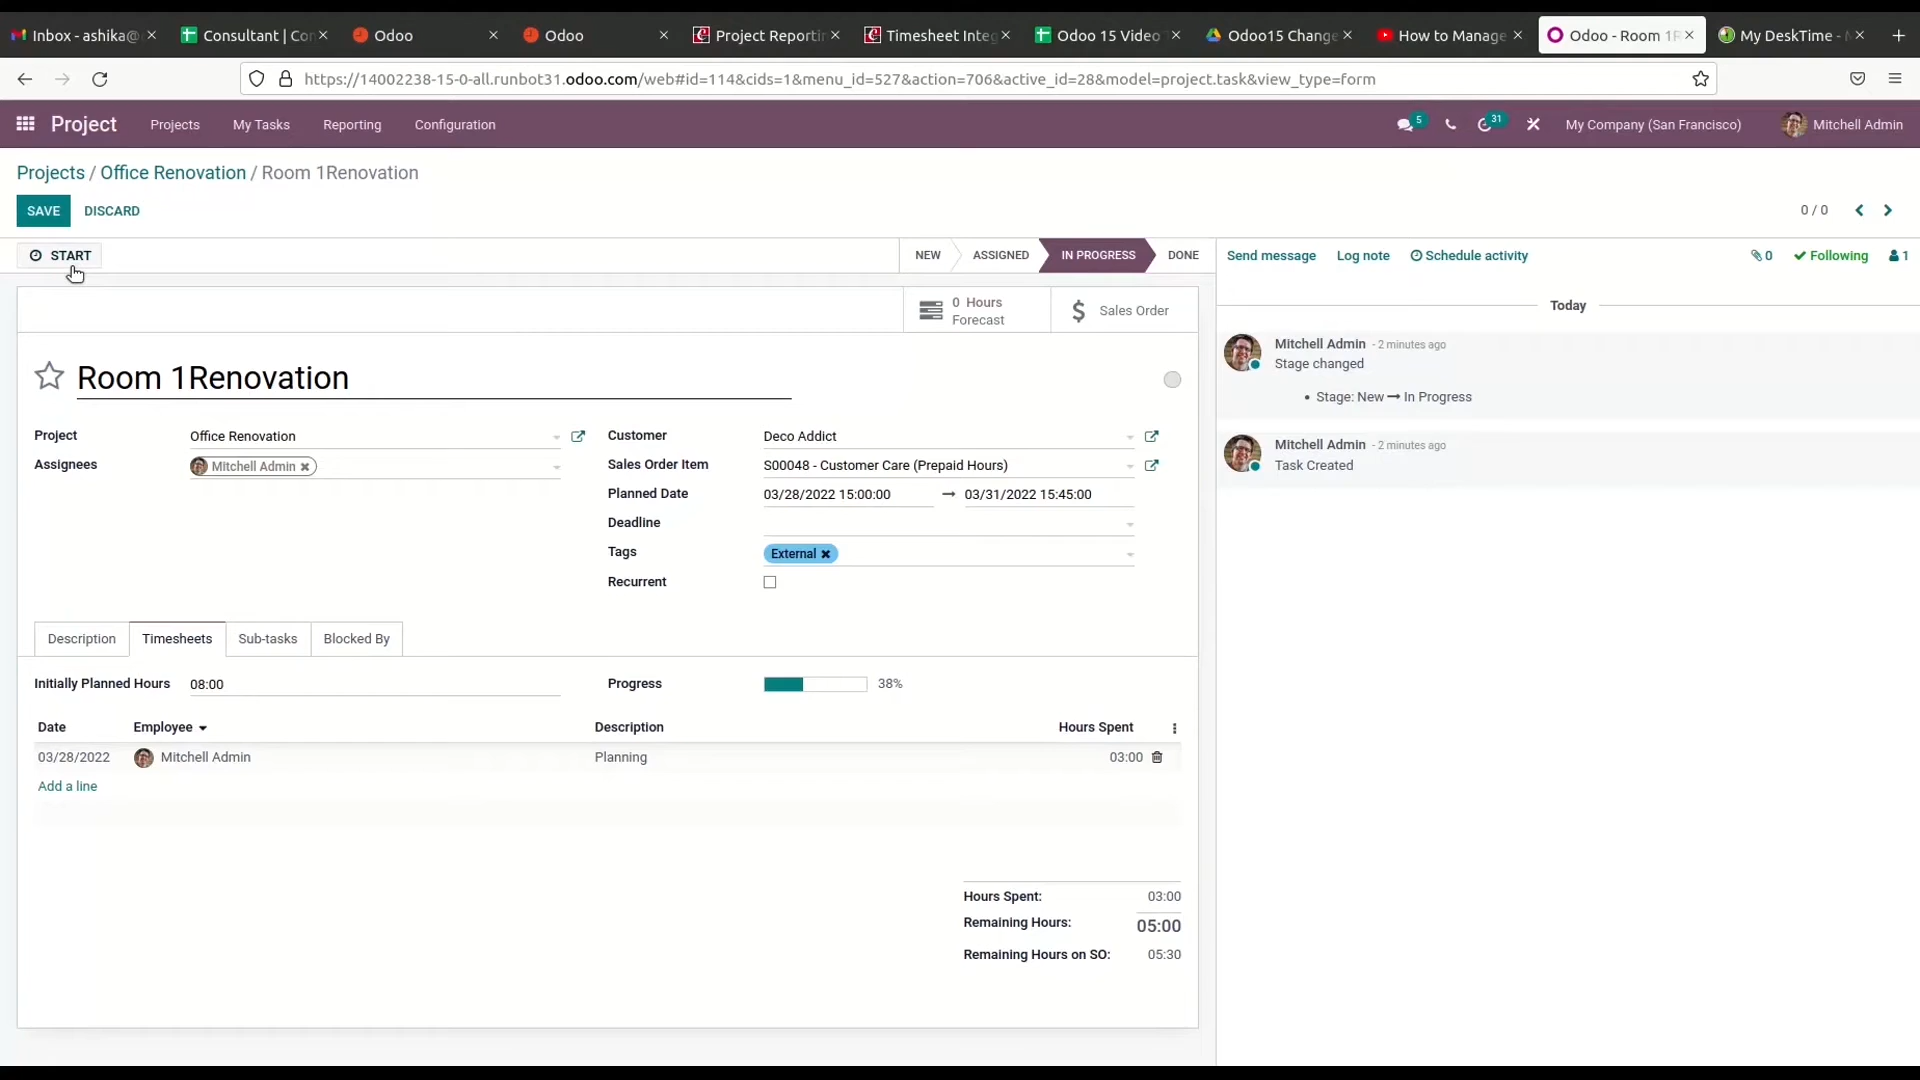 Inbox - ashika@
Consultant | Con
Odoo
Odoo
Project Reportin
Timesheet Integ
Odoo 15 Video
Odoo15 Change
How to Manage
Odoo - Room 1R
My DeskTime -
https://14002238-15-0-all.runbot31.odoo.com/web#id=114&cids=1&menu_id=527&action=706&active_id=28&model=project.task&view_type=form
Project Projects My Tasks Reporting Configuration 5 31 My Company (San Francisco) Mitchell Admin
Projects / Office Renovation / Room 1Renovation
SAVE DISCARD 0 / 0
START NEW ASSIGNED IN PROGRESS DONE
0 Hours
Forecast
Sales Order
Room 1Renovation
Project Office Renovation
Assignees Mitchell Admin
Customer Deco Addict
Sales Order Item S00048 - Customer Care (Prepaid Hours)
Planned Date 03/28/2022 15:00:00 03/31/2022 15:45:00
Deadline
Tags External
Recurrent
Description Timesheets Sub-tasks Blocked By
Initially Planned Hours 08:00 Progress 38%
Date Employee Description Hours Spent
03/28/2022 Mitchell Admin Planning 03:00
Add a line
Hours Spent: 03:00
Remaining Hours: 05:00
Remaining Hours on SO: 05:30
Send message Log note Schedule activity 0 Following 1
Today
Mitchell Admin - 2 minutes ago
Stage changed
• Stage: New → In Progress
Mitchell Admin - 2 minutes ago
Task Created